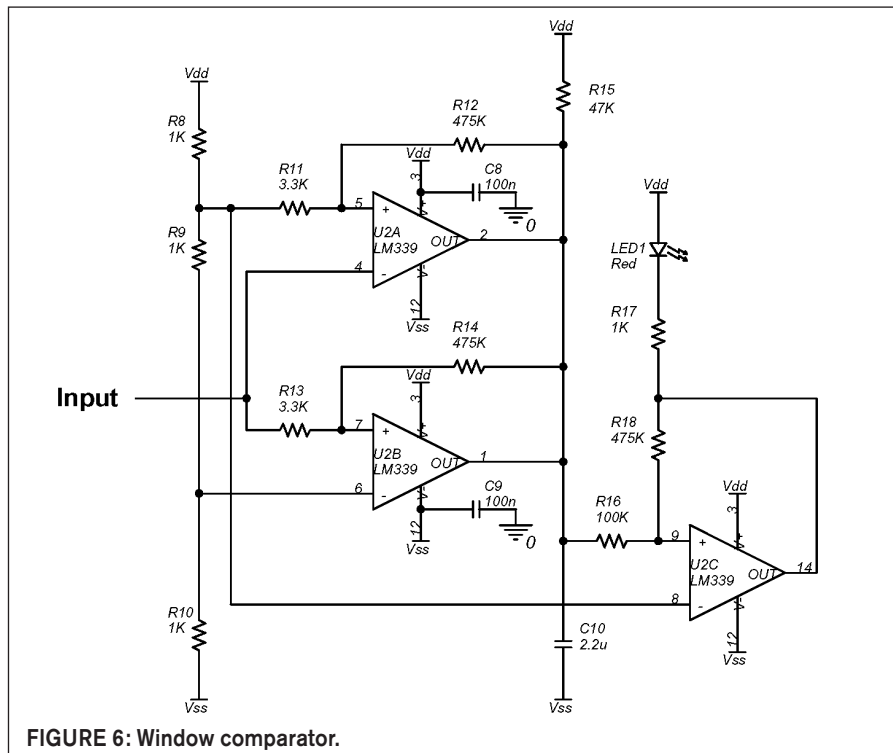 Vdd
R8
1K
R9
1K
R10
1K
Vss
R11
3.3K
R12
475K
Vdd
3
V+
C8
100n
0
5
+
U2A
LM339
OUT
2
4
-
V-
12
Vss
Input
R13
3.3K
R14
475K
Vdd
3
V+
7
+
U2B
LM339
OUT
1
6
-
V-
12
Vss
C9
100n
0
Vdd
R15
47K
Vdd
LED1
Red
R17
1K
R18
475K
R16
100K
Vdd
3
V+
9
+
U2C
LM339
OUT
14
8
-
V-
12
Vss
C10
2.2u
Vss
FIGURE 6: Window comparator.